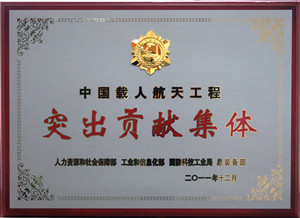 中国载人航天工程
突出贡献集体
人力资源和社会保障部 工业和信息化部 国防科技工业局 总装备部
二〇一一年十二月